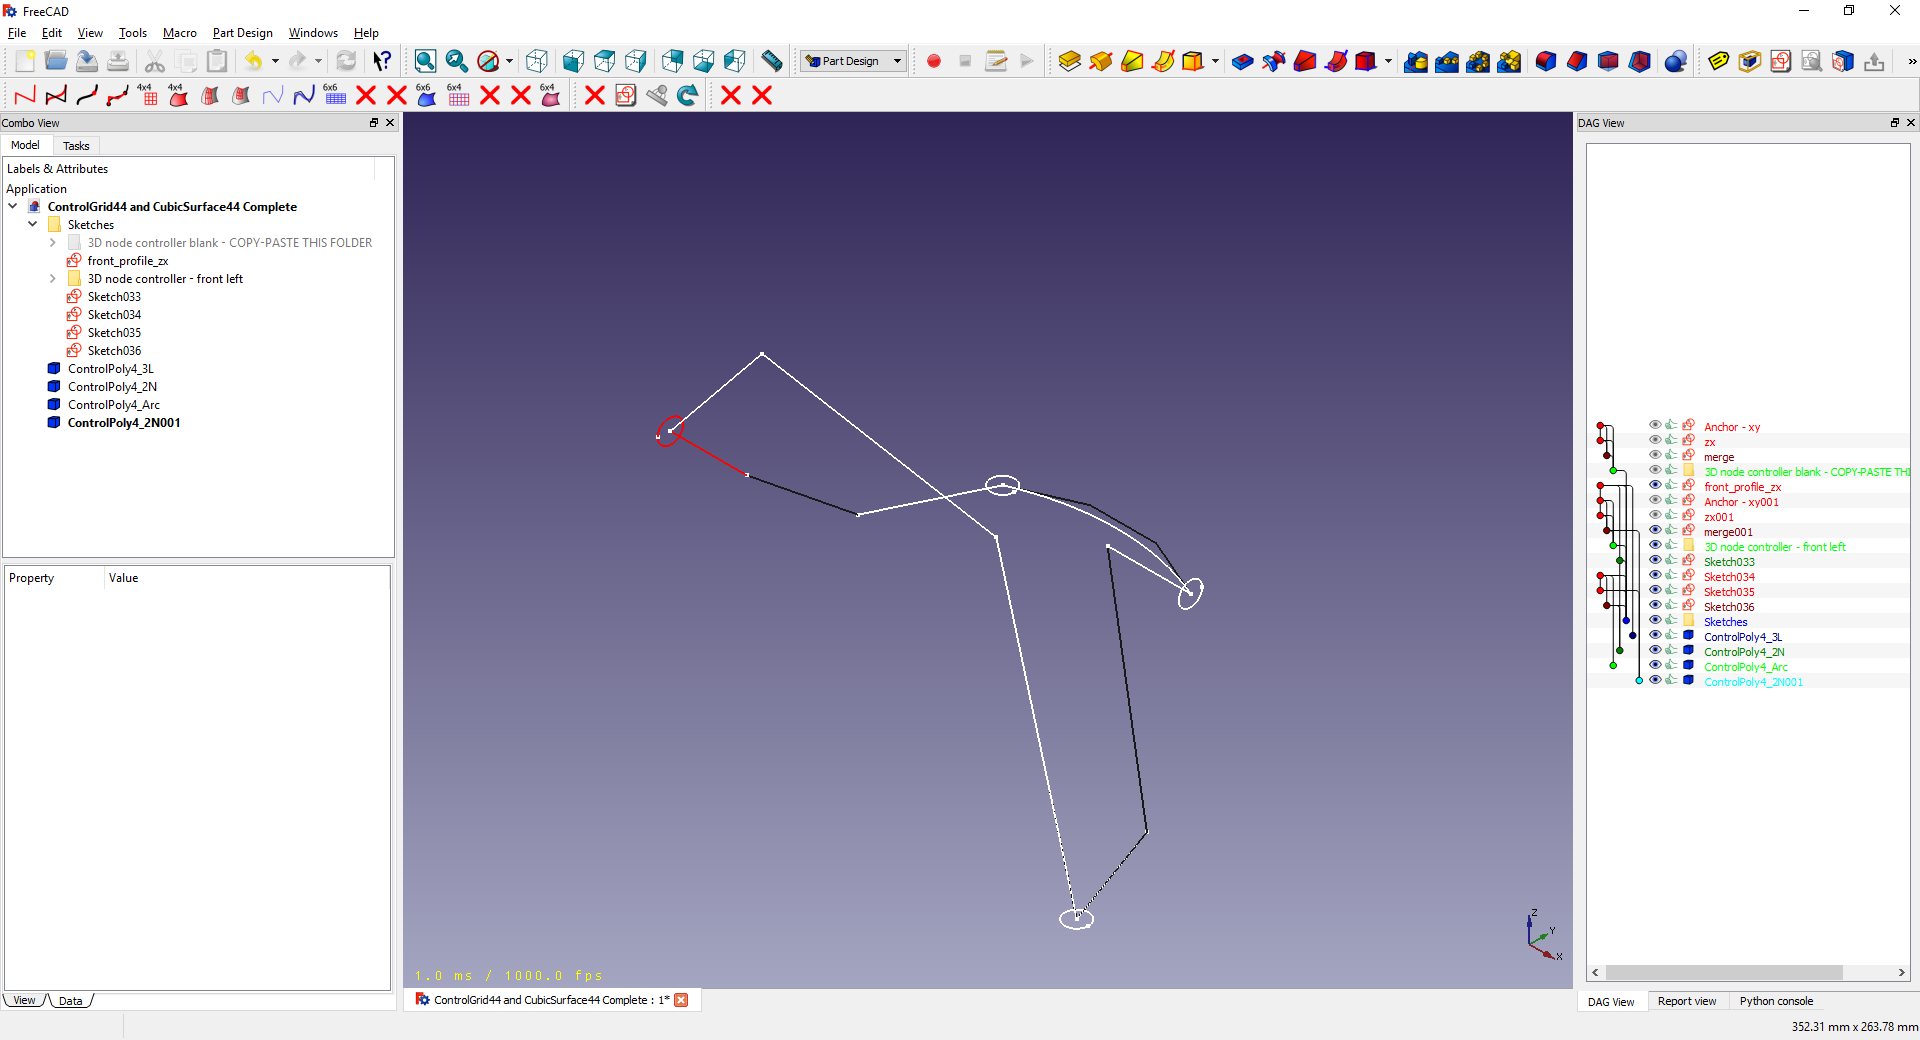 FreeCAD
File Edit View Tools Macro Part Design Windows Help
Part Design
4x4 4x4 6x6 6x6 6x4 6x4
Combo View
Model Tasks
Labels & Attributes
Application
ControlGrid44 and CubicSurface44 Complete
Sketches
3D node controller blank - COPY-PASTE THIS FOLDER
front_profile_zx
3D node controller - front left
Sketch033
Sketch034
Sketch035
Sketch036
ControlPoly4_3L
ControlPoly4_2N
ControlPoly4_Arc
ControlPoly4_2N001
Property Value
View Data
1.0 ms / 1000.0 fps
Z
Y
X
ControlGrid44 and CubicSurface44 Complete : 1*
DAG View
Anchor - xy
zx
merge
3D node controller blank - COPY-PASTE THI
front_profile_zx
Anchor - xy001
zx001
merge001
3D node controller - front left
Sketch033
Sketch034
Sketch035
Sketch036
Sketches
ControlPoly4_3L
ControlPoly4_2N
ControlPoly4_Arc
ControlPoly4_2N001
DAG View Report view Python console
352.31 mm x 263.78 mm